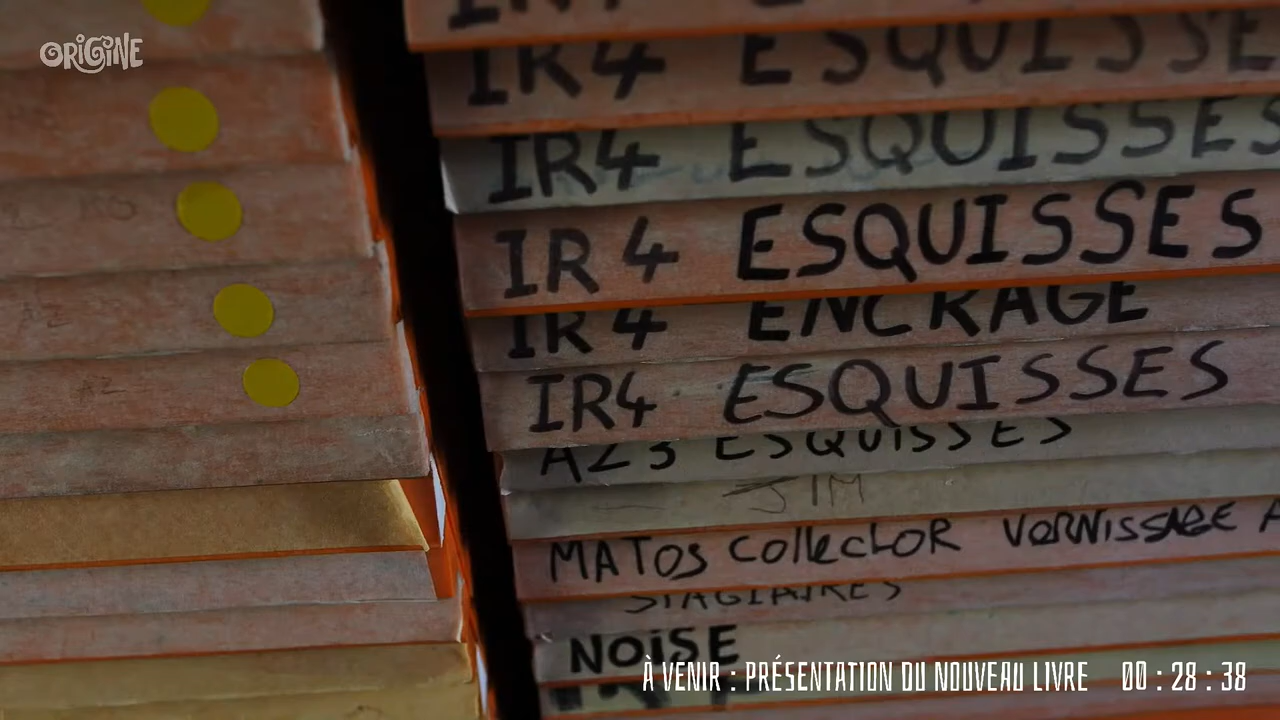 ORIGINE
IR4 ESQUISSES
IR4 ESQUISSES
IR4 ESQUISSES
IR4 ENCRAGE
IR4 ESQUISSES
AZ3 ESQUISSES
JIM
MATOS COLLECTOR VERNISSAGE
STAGIAIRES
NOISE
À VENIR : PRÉSENTATION DU NOUVEAU LIVRE 00 : 28 : 38